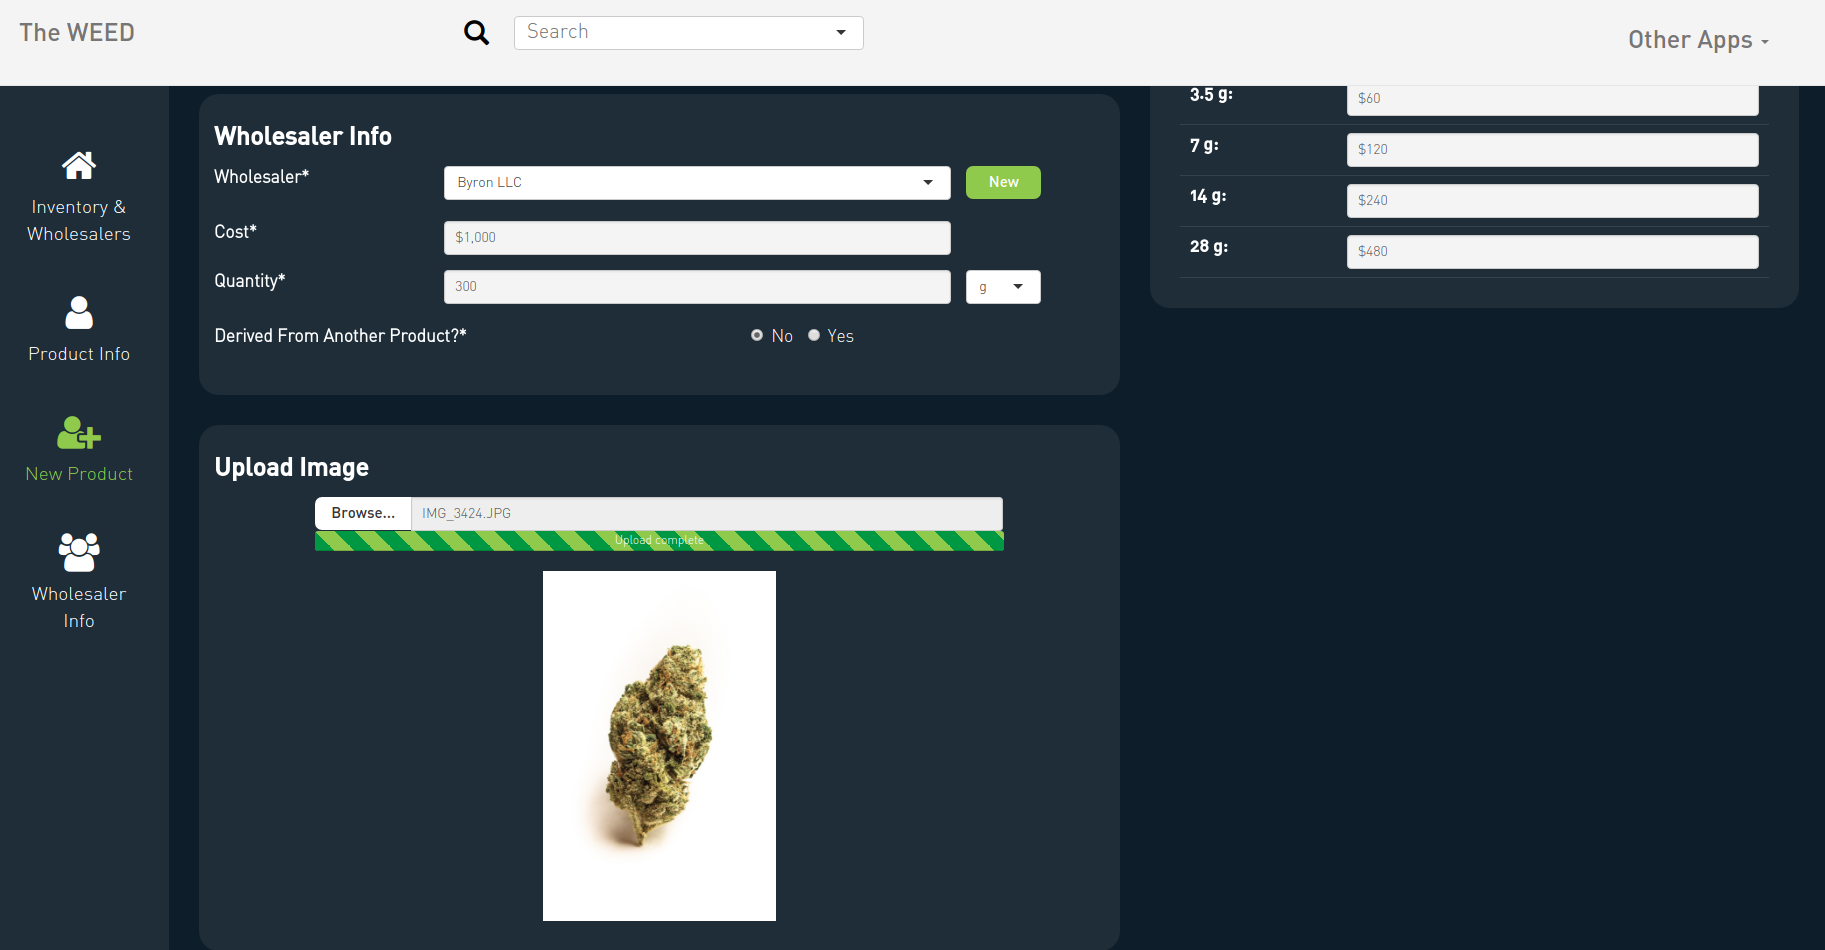 The WEED
Search
Other Apps
Inventory &
Wholesalers
Product Info
New Product
Wholesaler
Info
Wholesaler Info
Wholesaler*
Byron LLC
New
Cost*
$1,000
Quantity*
300
g
Derived From Another Product?*
No
Yes
Upload Image
Browse...
IMG_3424.JPG
Upload complete
3.5 g:
$60
7 g:
$120
14 g:
$240
28 g:
$480